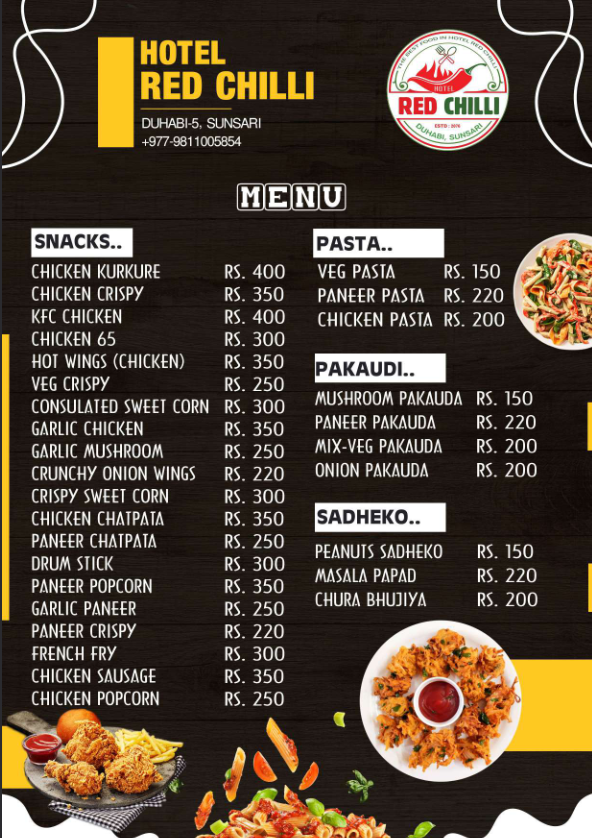 HOTEL
RED CHILLI
DUHABI-5, SUNSARI
+977-9811005854
THE BEST FOOD IN HOTEL RED CHILLI
HOTEL
RED CHILLI
ESTD : 2078
DUHABI, SUNSARI
MENU
SNACKS..
CHICKEN KURKURE RS. 400
CHICKEN CRISPY RS. 350
KFC CHICKEN RS. 400
CHICKEN 65 RS. 300
HOT WINGS (CHICKEN) RS. 350
VEG CRISPY RS. 250
CONSULATED SWEET CORN RS. 300
GARLIC CHICKEN RS. 350
GARLIC MUSHROOM RS. 250
CRUNCHY ONION WINGS RS. 220
CRISPY SWEET CORN RS. 300
CHICKEN CHATPATA RS. 350
PANEER CHATPATA RS. 250
DRUM STICK RS. 300
PANEER POPCORN RS. 350
GARLIC PANEER RS. 250
PANEER CRISPY RS. 220
FRENCH FRY RS. 300
CHICKEN SAUSAGE RS. 350
CHICKEN POPCORN RS. 250
PASTA..
VEG PASTA RS. 150
PANEER PASTA RS. 220
CHICKEN PASTA RS. 200
PAKAUDI..
MUSHROOM PAKAUDA RS. 150
PANEER PAKAUDA RS. 220
MIX-VEG PAKAUDA RS. 200
ONION PAKAUDA RS. 200
SADHEKO..
PEANUTS SADHEKO RS. 150
MASALA PAPAD RS. 220
CHURA BHUJIYA RS. 200